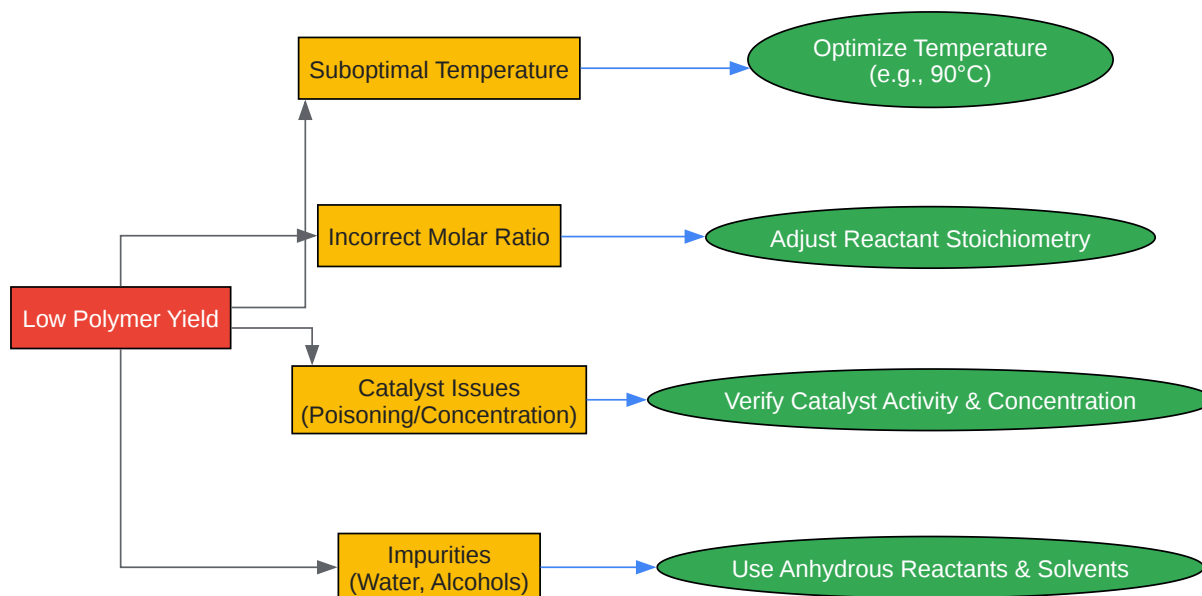 Suboptimal Temperature
Optimize Temperature
(e.g., 90°C)
Incorrect Molar Ratio
Adjust Reactant Stoichiometry
Low Polymer Yield
Catalyst Issues
(Poisoning/Concentration)
Verify Catalyst Activity & Concentration
Impurities
(Water, Alcohols)
Use Anhydrous Reactants & Solvents